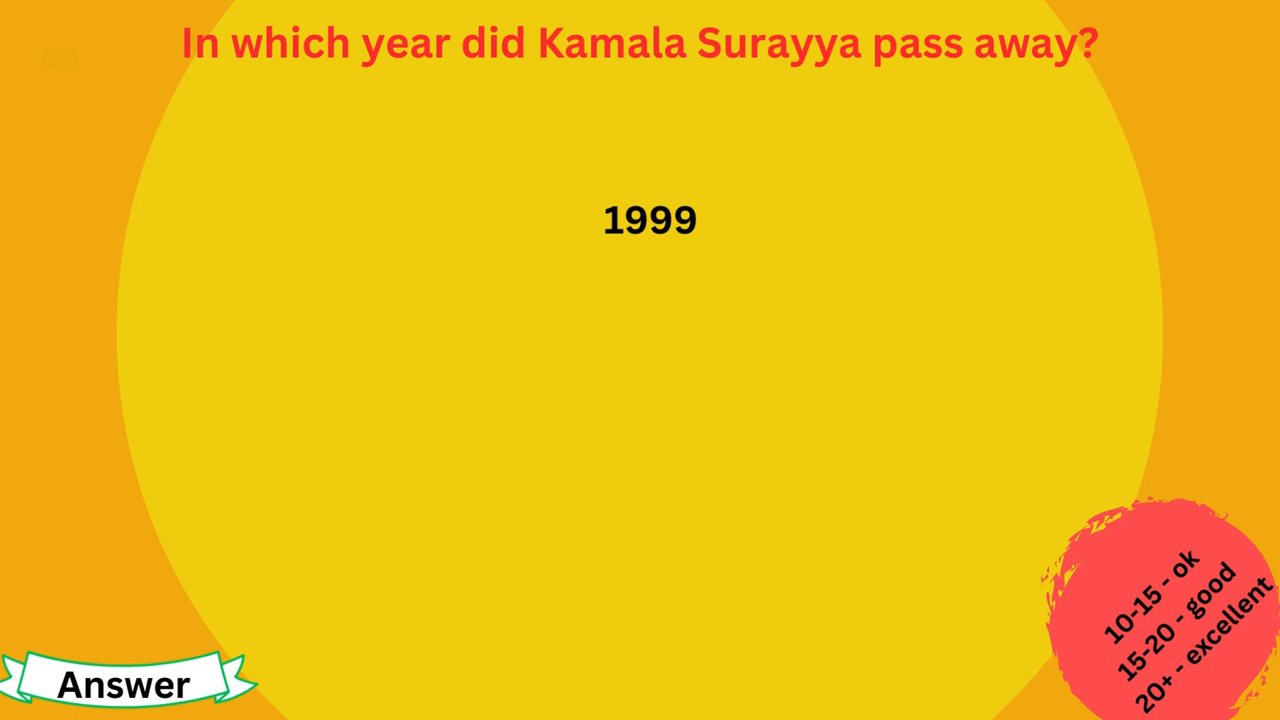 In which year did Kamala Surayya pass away?
1999
10-15 - ok
15-20 - good
20+ - excellent
Answer